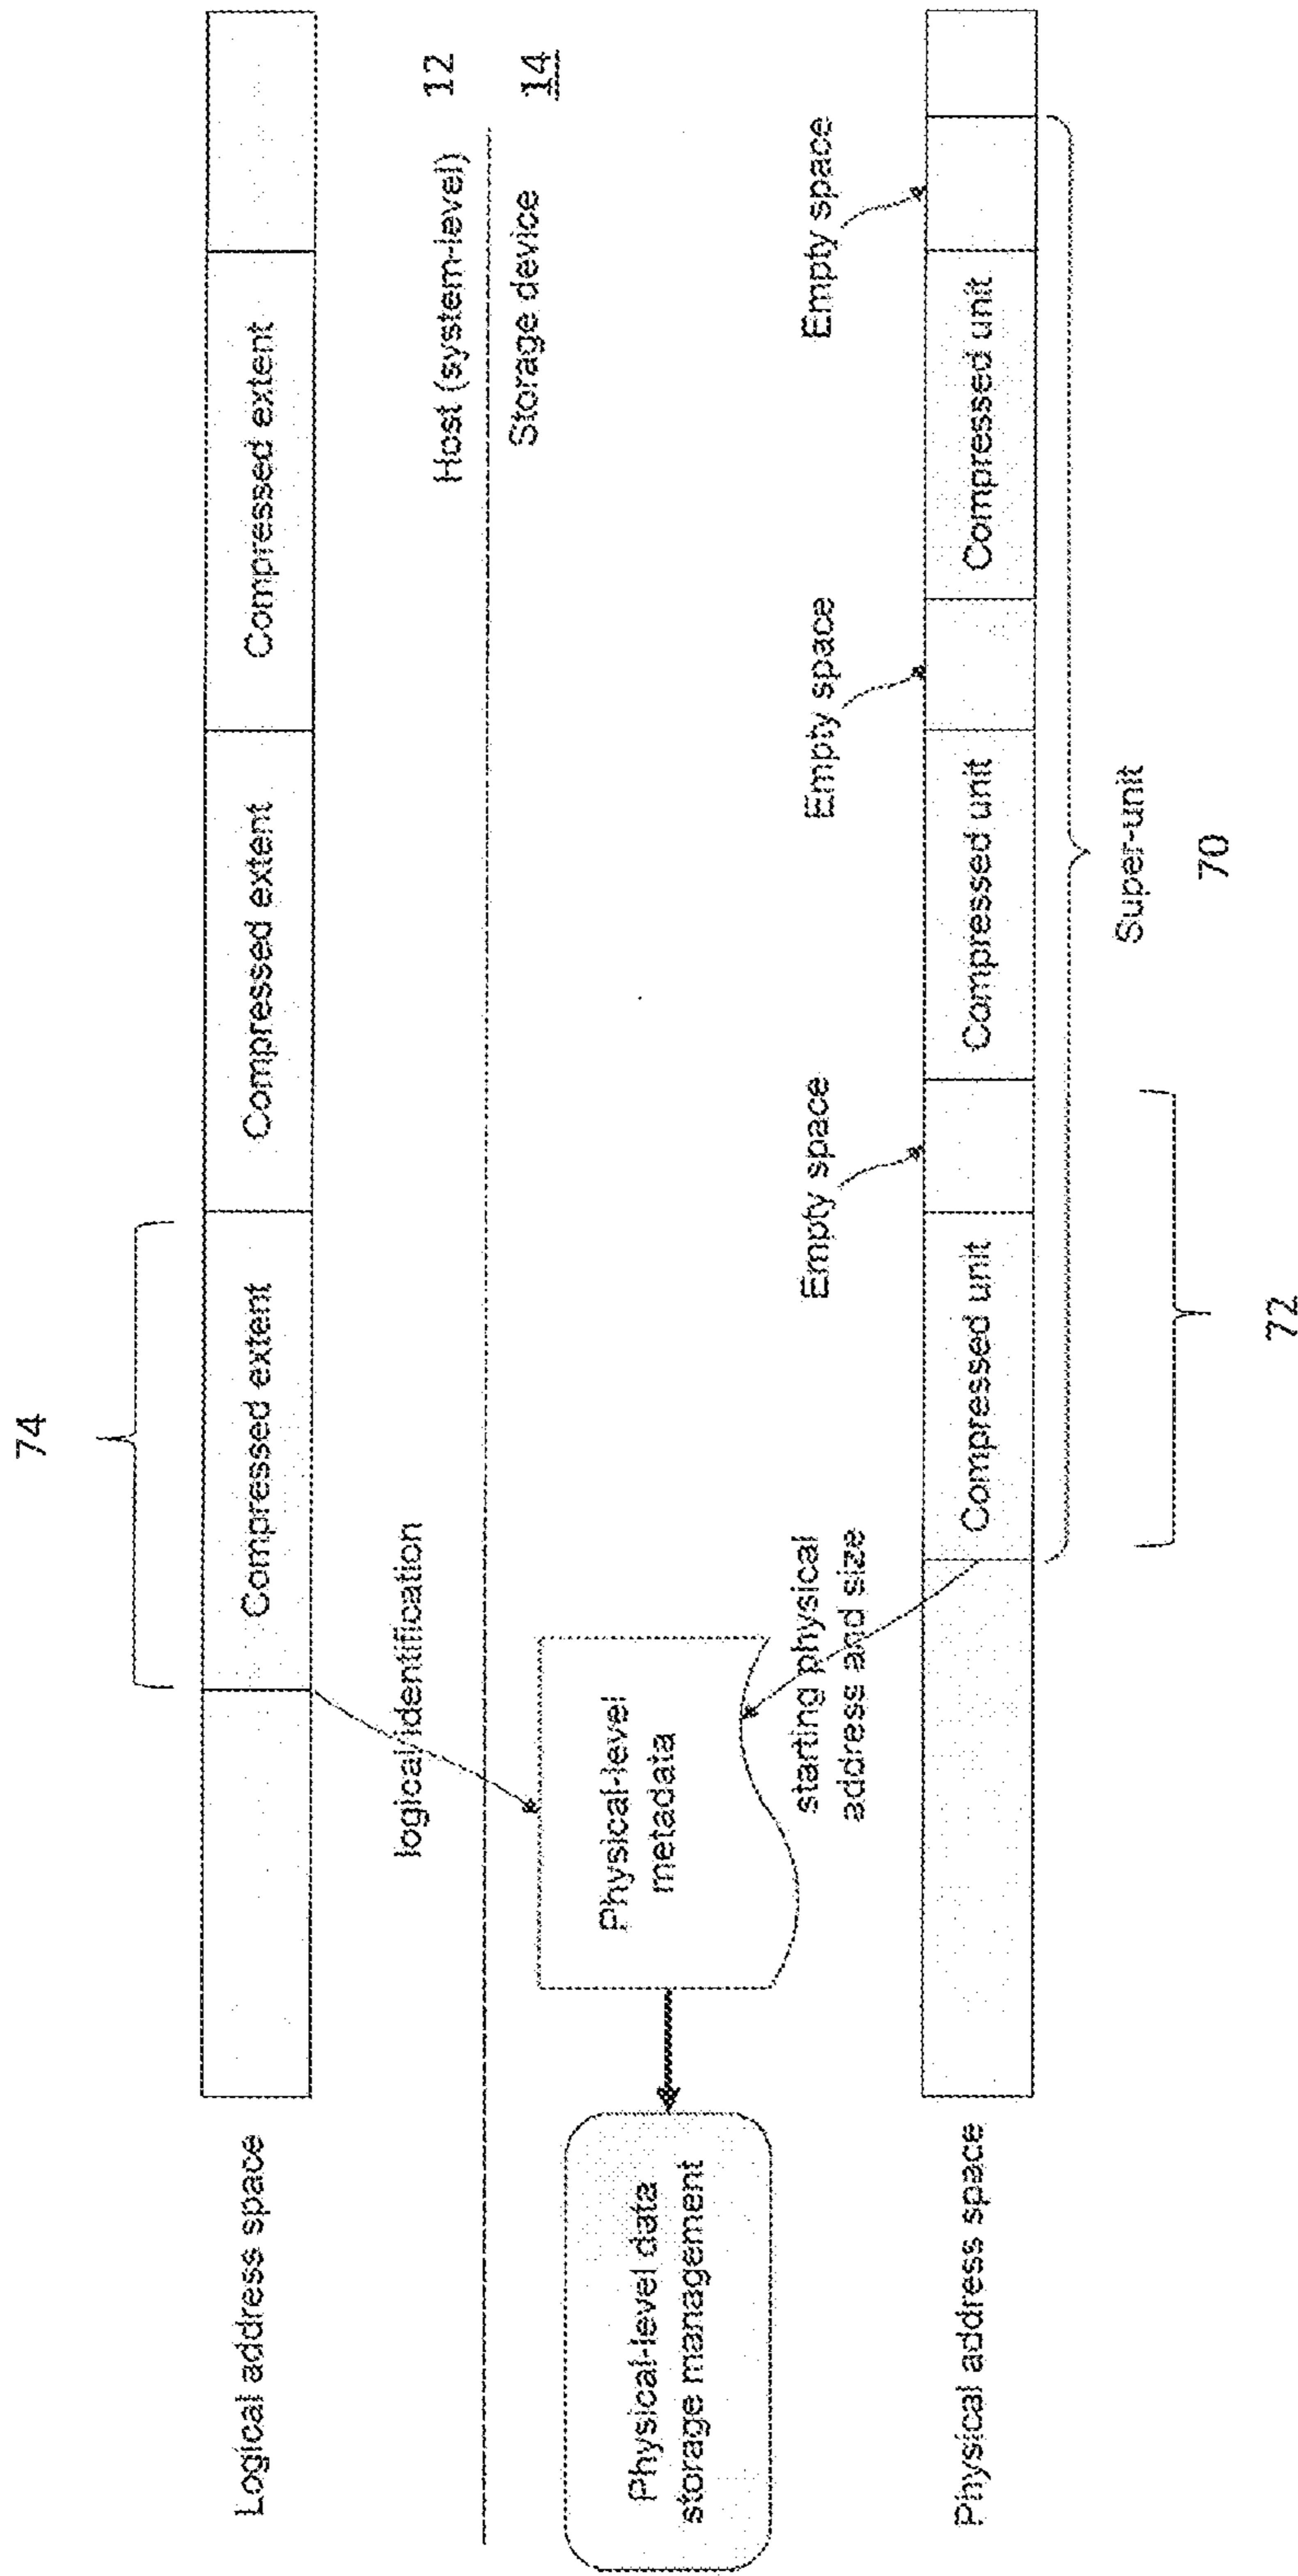 74
Logical address space
Compressed extent
Compressed extent
Compressed extent
logical identification
Host (system-level)
12
Storage device
14
Physical-level data
storage management
Physical-level
metadata
starting physical
address and size
Empty space
Empty space
Empty space
Physical address space
Compressed unit
Compressed unit
Compressed unit
Super-unit
70
72